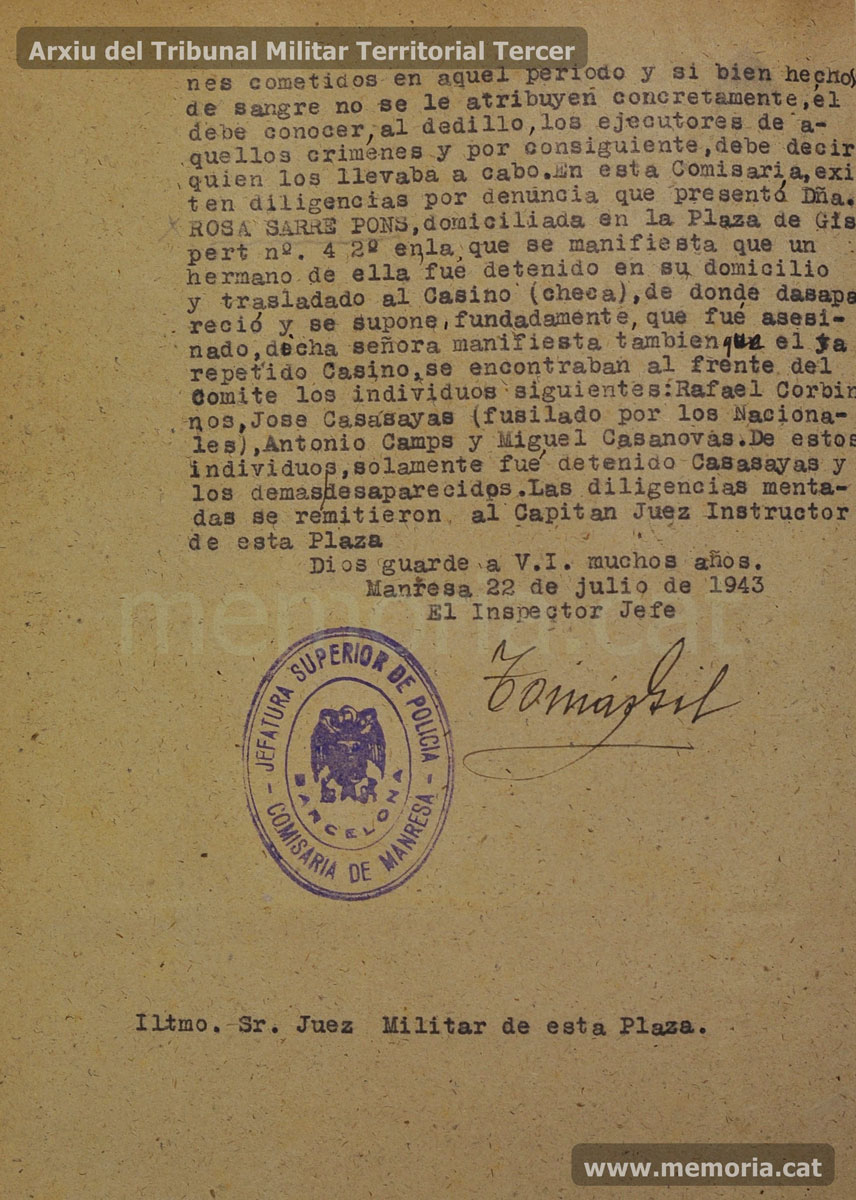 Arxiu del Tribunal Militar Territorial Tercer
nes cometidos en aquel periodo y si bien hechos
de sangre no se le atribuyen concretamente,él
debe conocer,al dedillo,los ejecutores de a-
quellos crimenes y por consiguiente,debe decir
quien los llevaba a cabo.En esta Comisaria,exi
ten diligencias por denuncia que presentó Dña.
ROSA SARRE PONS,domiciliada en la Plaza de Gis
pert nº. 4 2º enla que se manifiesta que un
hermano de ella fué detenido en su domicilio
y trasladado al Casino (checa),de donde dasapa
reció y se supone,fundadamente,que fué asesi-
nado,decha señora manifiesta tambien que el ya
repetido Casino,se encontraban al frente del
Comite los individuos siguientes:Rafael Corbin
nos,Jose Casasayas (fusilado por los Naciona-
les),Antonio Camps y Miguel Casanovas.De estos
individuos,solamente fue detenido Casasayas y
los demas desaparecidos.Las diligencias menta-
das se remitieron al Capitan Juez Instructor
de esta Plaza
Dios guarde a V.I. muchos años.
Manresa 22 de julio de 1943
El Inspector Jefe
memoria.cat
Tomás Gil
- JEFATURA SUPERIOR DE POLICIA -
BARCELONA
COMISARIA DE MANRESA
Iltmo. Sr. Juez Militar de esta Plaza.
www.memoria.cat